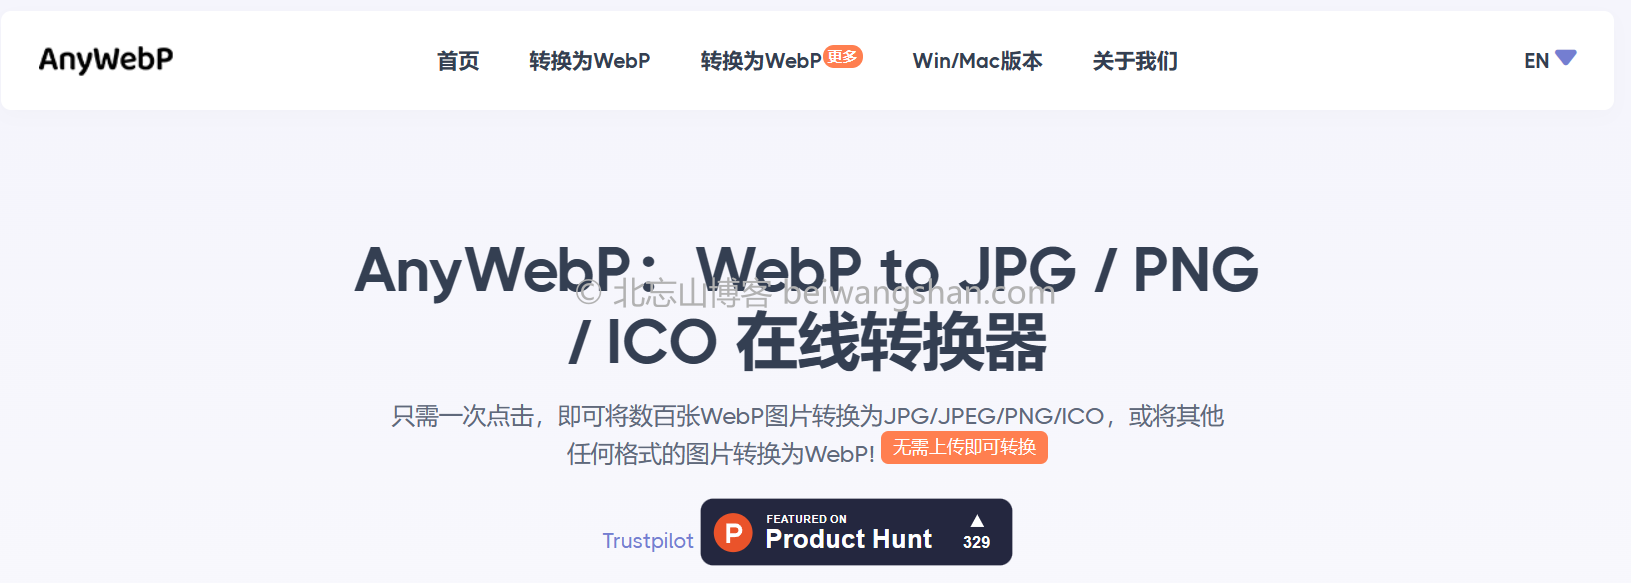 AnyWebP 首页 转换为WebP 转换为WebP 更多 Win/Mac版本 关于我们 EN
AnyWebP：WebP to JPG / PNG
© 北忘山博客 beiwangshan.com
/ ICO 在线转换器
只需一次点击，即可将数百张WebP图片转换为JPG/JPEG/PNG/ICO，或将其他
任何格式的图片转换为WebP! 无需上传即可转换
FEATURED ON
Trustpilot P Product Hunt 329